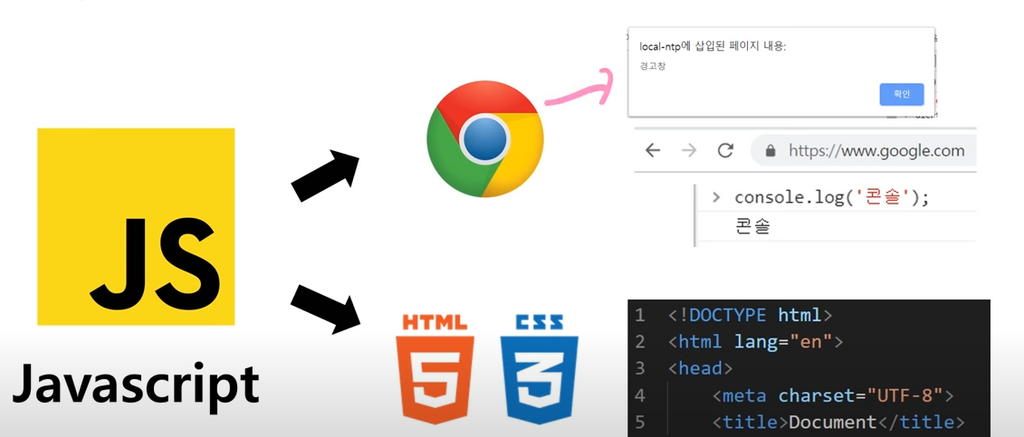 JS
Javascript
local-ntp에 삽입된 페이지 내용:
경고창
확인
https://www.google.com
> console.log('콘솔');
콘솔
HTML
5
CSS
3
1 <!DOCTYPE html>
2 <html lang="en">
3 <head>
4 <meta charset="UTF-8">
5 <title>Document</title>